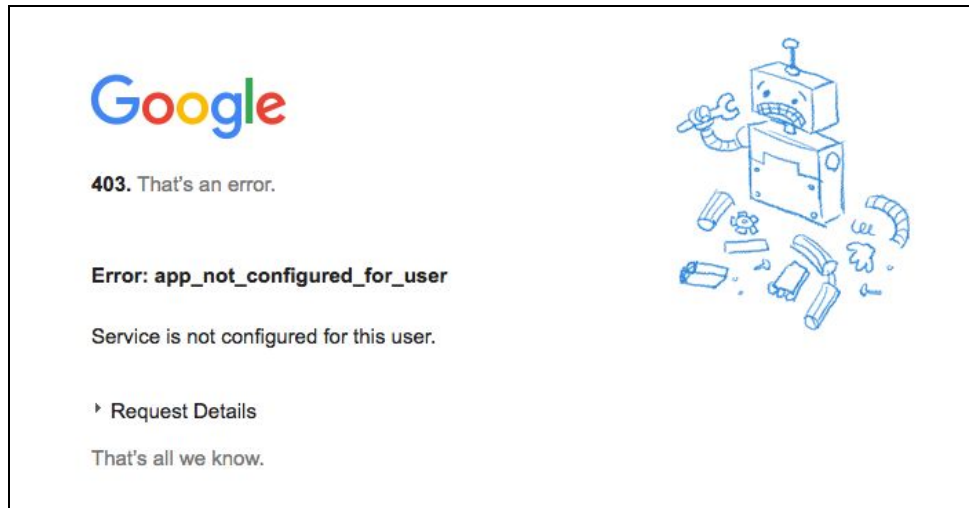 Google
403. That's an error.
Error: app_not_configured_for_user
Service is not configured for this user.
Request Details
That's all we know.